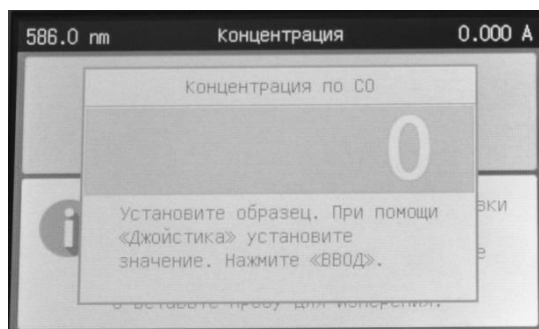 586.0 nm Концентрация 0.000 A
Концентрация по СО
0
Установите образец. При помощи
«Джойстика» установите
значение. Нажмите «ВВОД».